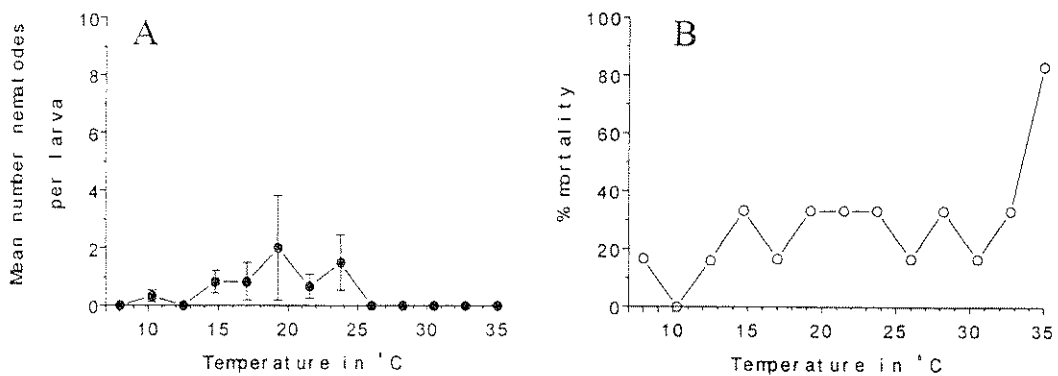 A
Mean number nematodes
per larva
10
8
6
4
2
0
10 15 20 25 30 35
Temperature in °C
B
% mortality
100
80
60
40
20
0
10 15 20 25 30 35
Temperature in °C